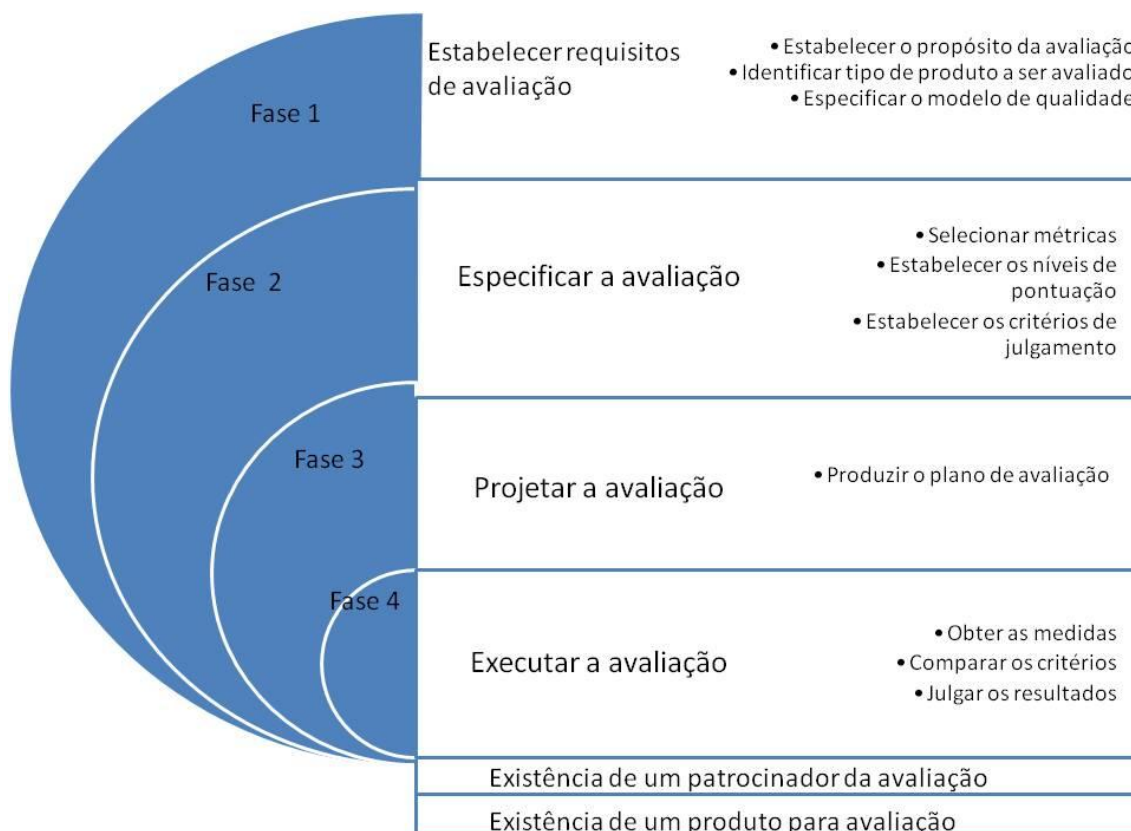 Fase 1
Estabelecer requisitos
de avaliação
• Estabelecer o propósito da avaliação
• Identificar tipo de produto a ser avaliado
• Especificar o modelo de qualidade
Fase 2
Especificar a avaliação
• Selecionar métricas
• Estabelecer os níveis de
pontuação
• Estabelecer os critérios de
julgamento
Fase 3
Projetar a avaliação
• Produzir o plano de avaliação
Fase 4
Executar a avaliação
• Obter as medidas
• Comparar os critérios
• Julgar os resultados
Existência de um patrocinador da avaliação
Existência de um produto para avaliação